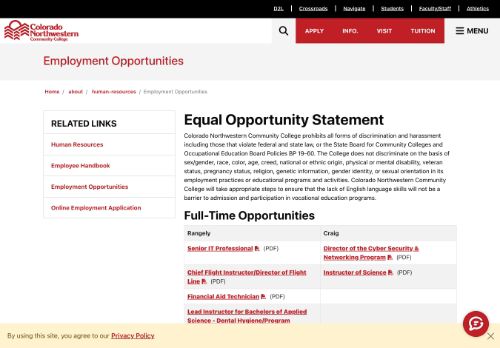 D2L Crossroads Navigate Students Faculty/Staff Athletics
Colorado
Northwestern
Community College
APPLY INFO. VISIT TUITION MENU
Employment Opportunities
Home / about / human-resources / Employment Opportunities
RELATED LINKS
Human Resources
Employee Handbook
Employment Opportunities
Online Employment Application
Equal Opportunity Statement
Colorado Northwestern Community College prohibits all forms of discrimination and harassment
including those that violate federal and state law, or the State Board for Community Colleges and
Occupational Education Board Policies BP 19-60. The College does not discriminate on the basis of
sex/gender, race, color, age, creed, national or ethnic origin, physical or mental disability, veteran
status, pregnancy status, religion, genetic information, gender identity, or sexual orientation in its
employment practices or educational programs and activities. Colorado Northwestern Community
College will take appropriate steps to ensure that the lack of English language skills will not be a
barrier to admission and participation in vocational education programs.
Full-Time Opportunities
Rangely Craig
Senior IT Professional (PDF)
Director of the Cyber Security &
Networking Program (PDF)
Chief Flight Instructor/Director of Flight
Line (PDF)
Instructor of Science (PDF)
Financial Aid Technician (PDF)
Lead Instructor for Bachelors of Applied
Science - Dental Hygiene/Program
By using this site, you agree to our Privacy Policy